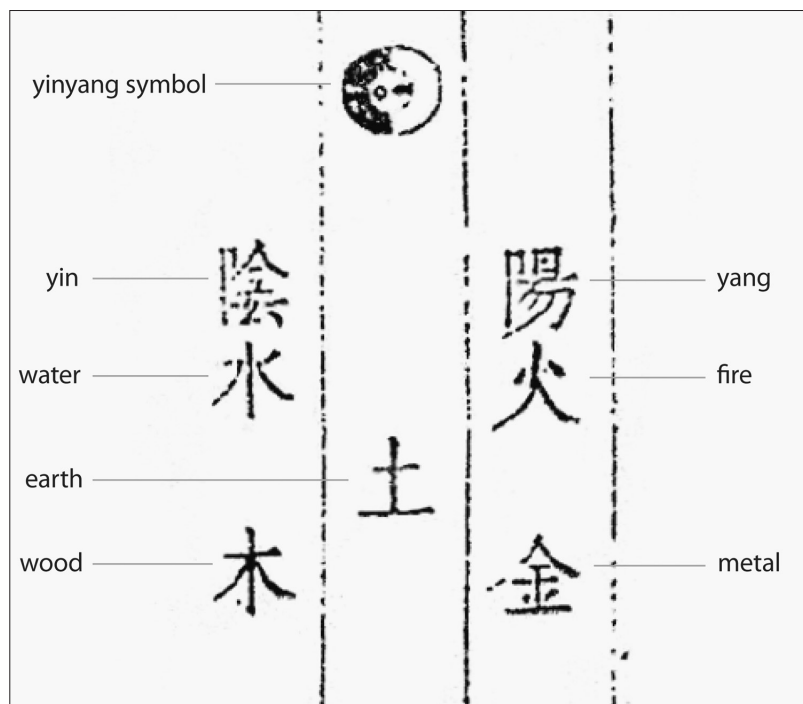 yinyang symbol
yin 陰 陽 yang
water 水 火 fire
earth 土
wood 木 金 metal